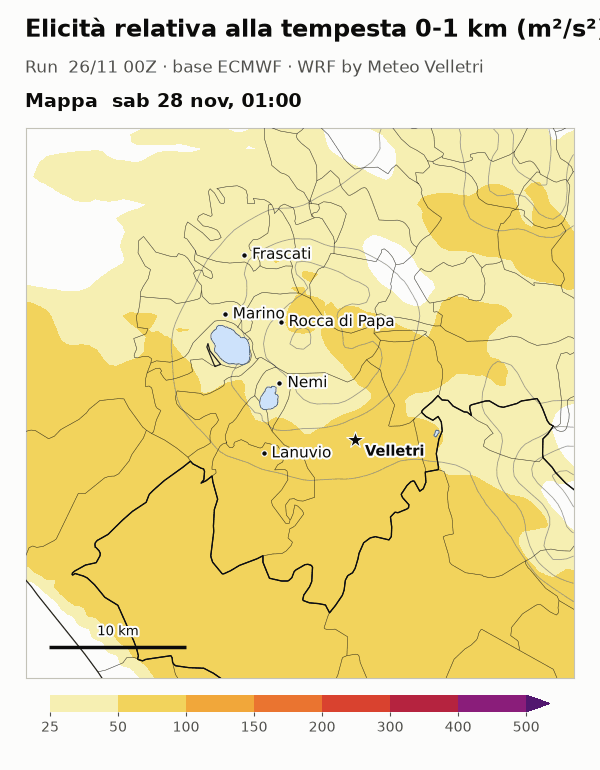 Elicità relativa alla tempesta 0-1 km (m²/s²)
Run 26/11 00Z · base ECMWF · WRF by Meteo Velletri
Mappa sab 28 nov, 01:00
Frascati
Marino
Rocca di Papa
Nemi
Velletri
Lanuvio
10 km
25 50 100 150 200 300 400 500